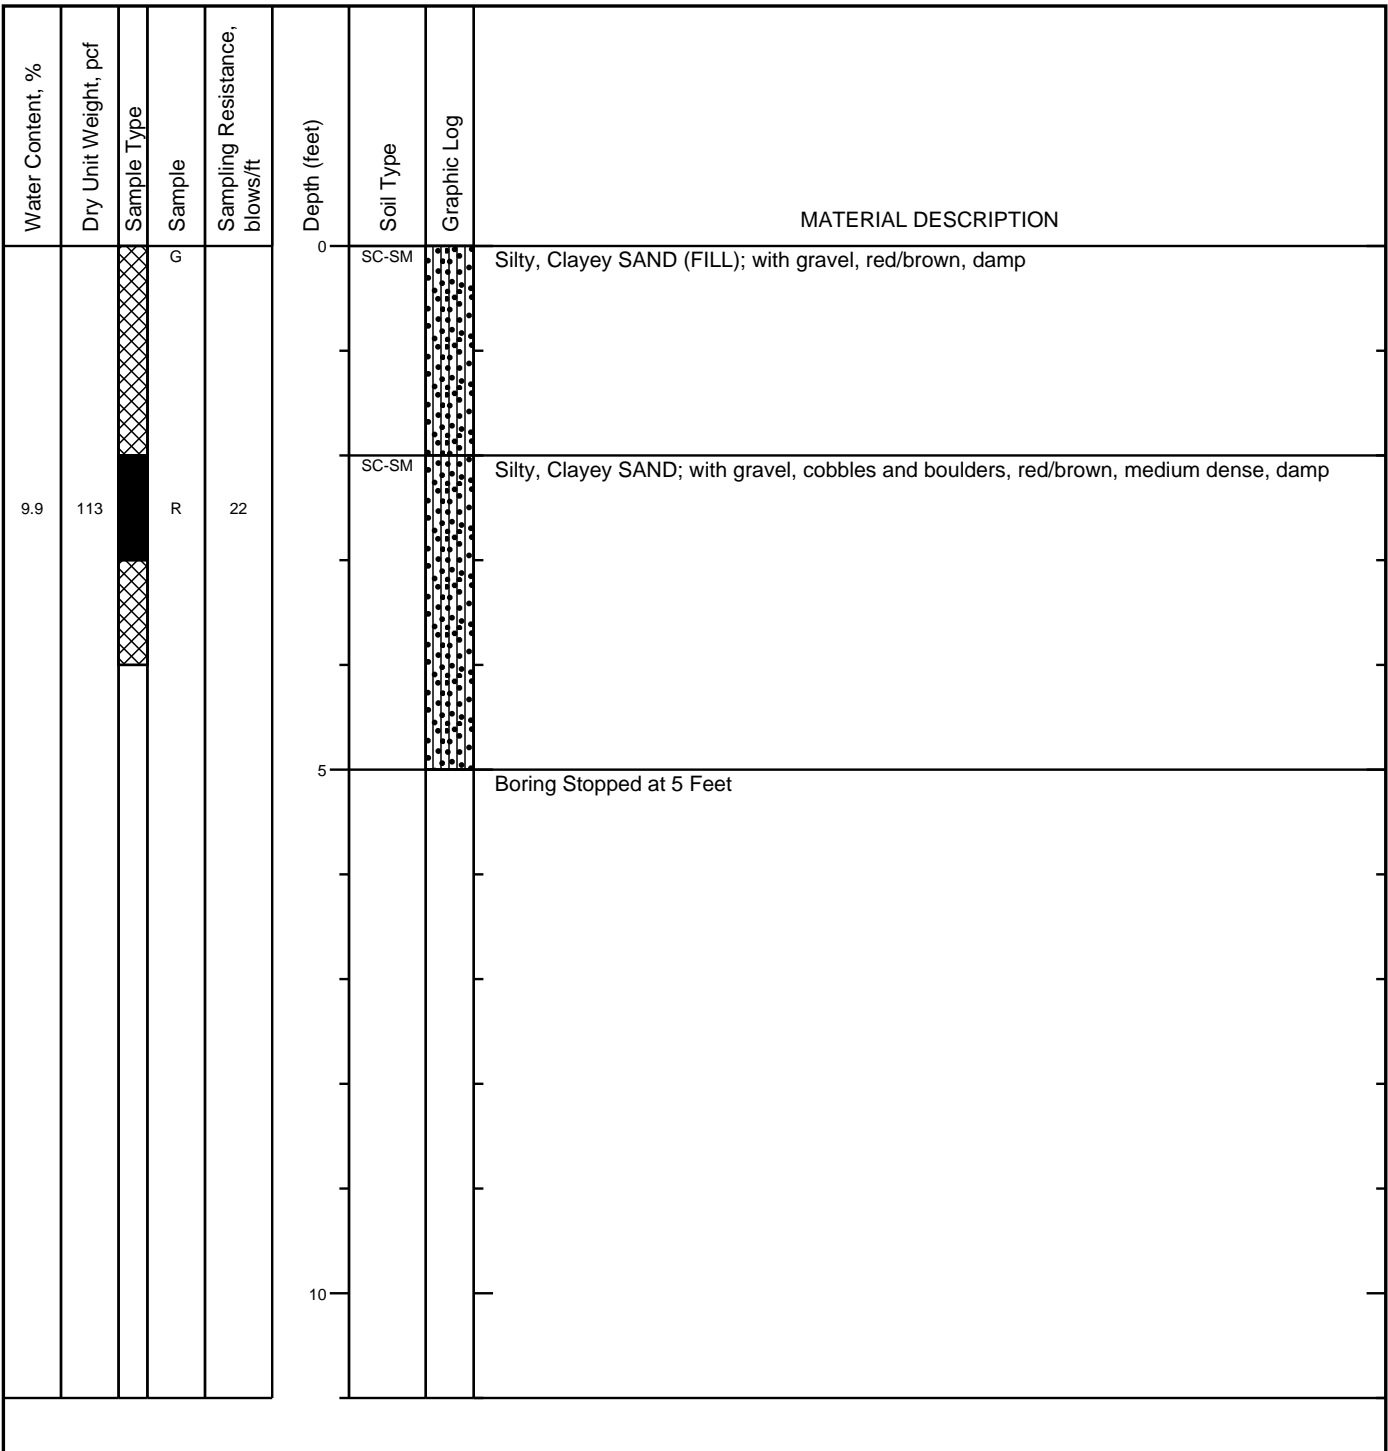 Water Content, %
Dry Unit Weight, pcf
Sample Type
Sample
Sampling Resistance,
blows/ft
Depth (feet)
Soil Type
Graphic Log
MATERIAL DESCRIPTION
0
G
SC-SM
Silty, Clayey SAND (FILL); with gravel, red/brown, damp
SC-SM
Silty, Clayey SAND; with gravel, cobbles and boulders, red/brown, medium dense, damp
9.9
113
R
22
5
Boring Stopped at 5 Feet
10